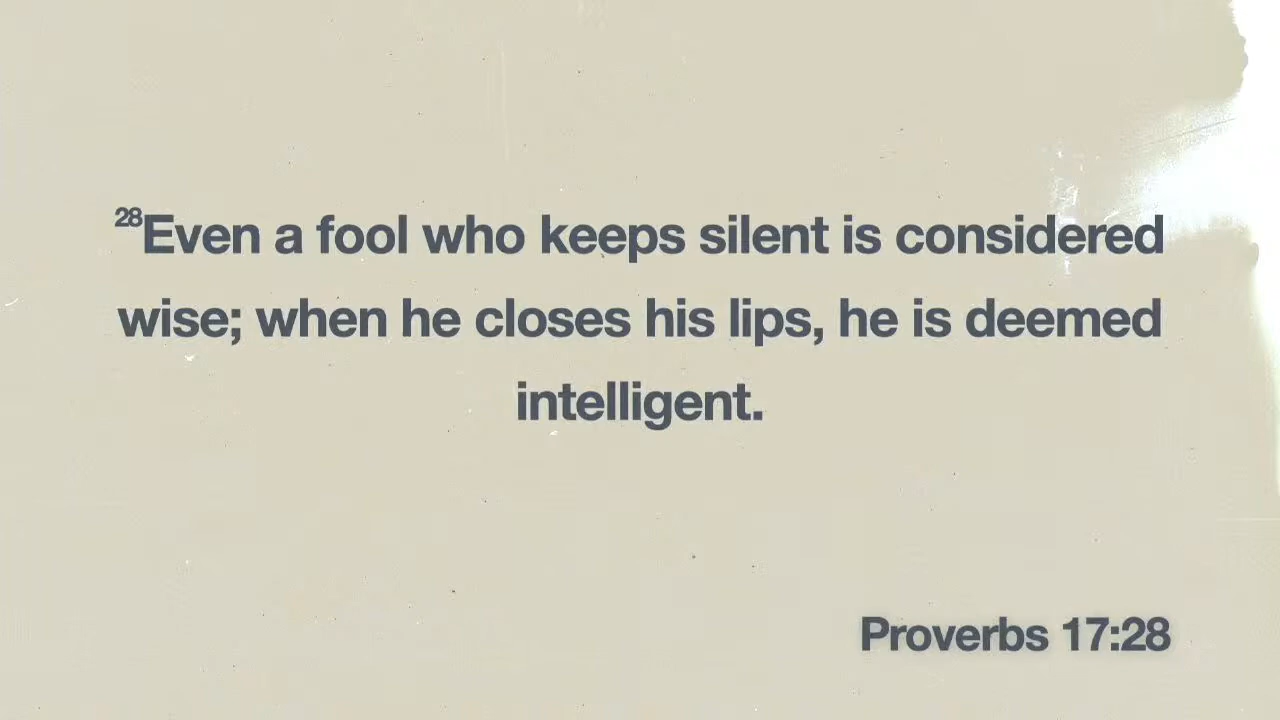 28Even a fool who keeps silent is considered
wise; when he closes his lips, he is deemed
intelligent.
Proverbs 17:28